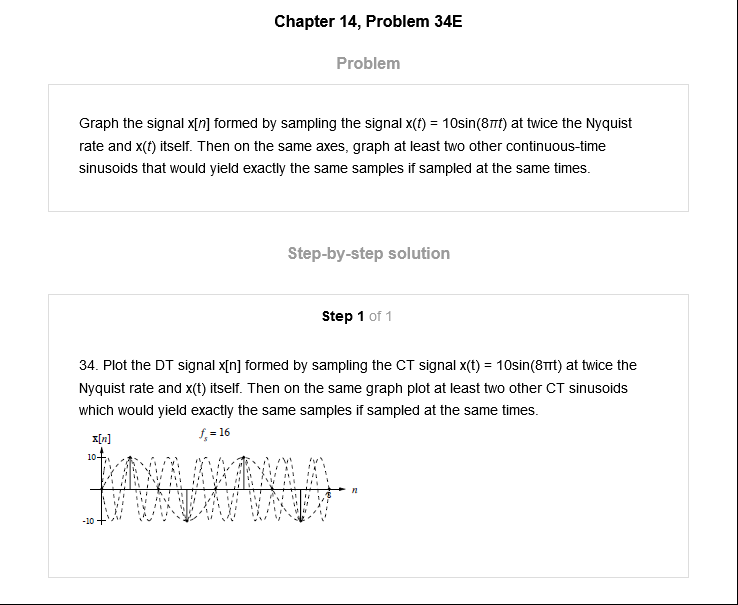 Chapter 14, Problem 34E
Problem
Graph the signal x[n] formed by sampling the signal x(t) = 10sin(8πt) at twice the Nyquist
rate and x(t) itself. Then on the same axes, graph at least two other continuous-time
sinusoids that would yield exactly the same samples if sampled at the same times.
Step-by-step solution
Step 1 of 1
34. Plot the DT signal x[n] formed by sampling the CT signal x(t) = 10sin(8πt) at twice the
Nyquist rate and x(t) itself. Then on the same graph plot at least two other CT sinusoids
which would yield exactly the same samples if sampled at the same times.
x[n]
fs = 16
10
n
8
-10